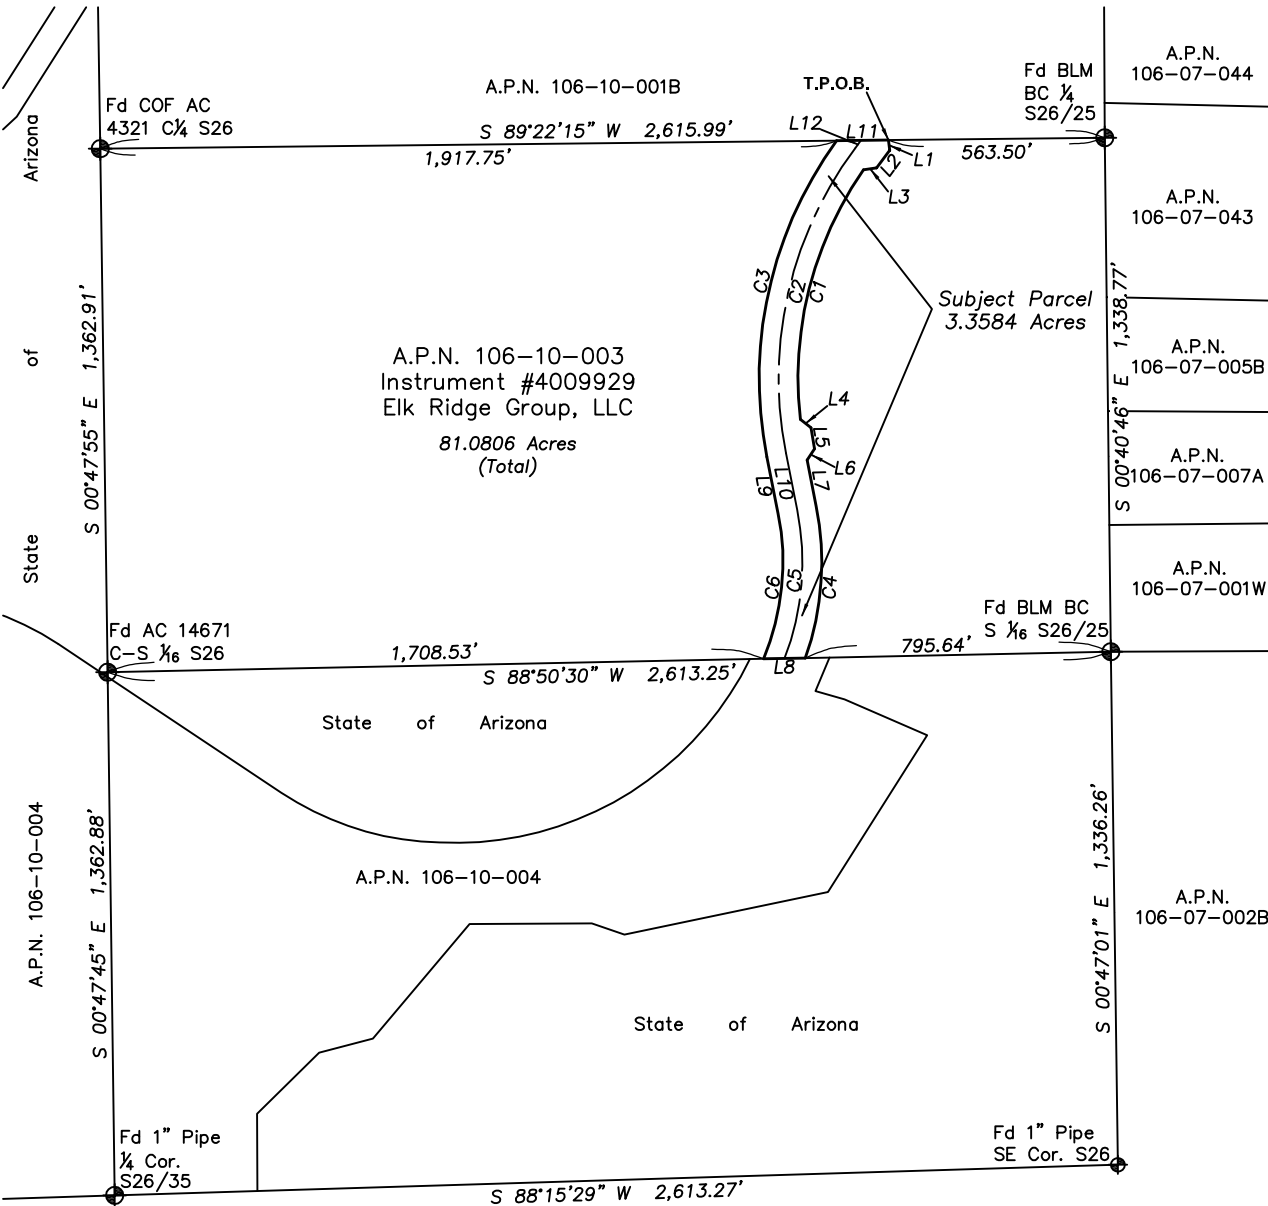 A.P.N.
106-07-044
Fd BLM
BC ¼
S26/25
A.P.N. 106-10-001B
T.P.O.B.
Fd COF AC
4321 C¼ S26
S 89°22'15" W 2,615.99'
L12
L11
1,917.75'
563.50'
L1
L2
L3
A.P.N.
106-07-043
C3
C2
C1
Subject Parcel
3.3584 Acres
S 00°40'46" E 1,338.77'
S 00°47'55" E 1,362.91'
State of Arizona
A.P.N. 106-10-003
Instrument #4009929
Elk Ridge Group, LLC
81.0806 Acres
(Total)
A.P.N.
106-07-005B
L4
L5
L6
L7
L9
L10
A.P.N.
106-07-007A
C6
C5
C4
A.P.N.
106-07-001W
Fd BLM BC
S 1/16 S26/25
Fd AC 14671
C-S 1/16 S26
1,708.53'
795.64'
S 88°50'30" W 2,613.25'
L8
State of Arizona
S 00°47'45" E 1,362.88'
A.P.N. 106-10-004
A.P.N. 106-10-004
S 00°47'01" E 1,336.26'
A.P.N.
106-07-002B
State of Arizona
Fd 1" Pipe
¼ Cor.
S26/35
Fd 1" Pipe
SE Cor. S26
S 88°15'29" W 2,613.27'